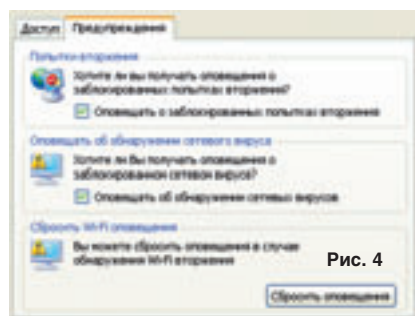 Доступ Предупреждения
Попытки вторжения
Хотите ли вы получать оповещения о
заблокированных попытках вторжения?
Оповещать о заблокированных попытках вторжения
Оповещать об обнаружении сетевого вируса
Хотите ли Вы получать оповещения о
заблокированном сетевом вирусе?
Оповещать об обнаружении сетевых вирусов
Сбросить Wi-Fi оповещения
Вы можете сбросить оповещения в случае
обнаружения Wi-Fi вторжения
Рис. 4
Сбросить оповещения